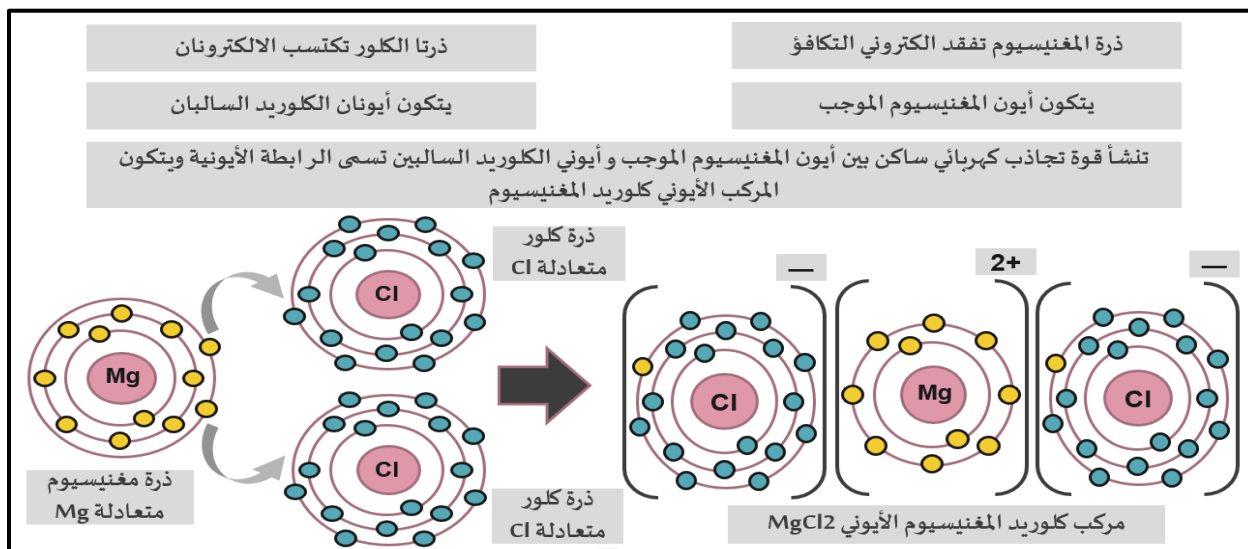 ذرة المغنيسيوم تفقد الكتروني التكافؤ
ذرتا الكلور تكتسب الالكترونان
يتكون أيون المغنيسيوم الموجب
يتكون أيونان الكلوريد السالبان
تنشأ قوة تجاذب كهربائي ساكن بين أيون المغنيسيوم الموجب و أيوني الكلوريد السالبين تسمى الرابطة الأيونية ويتكون
المركب الأيوني كلوريد المغنيسيوم
ذرة كلور
متعادلة Cl
—
2+
—
Cl
Mg
Cl
Mg
Cl
Cl
ذرة مغنيسيوم
متعادلة Mg
ذرة كلور
متعادلة Cl
مركب كلوريد المغنيسيوم الأيوني MgCl2